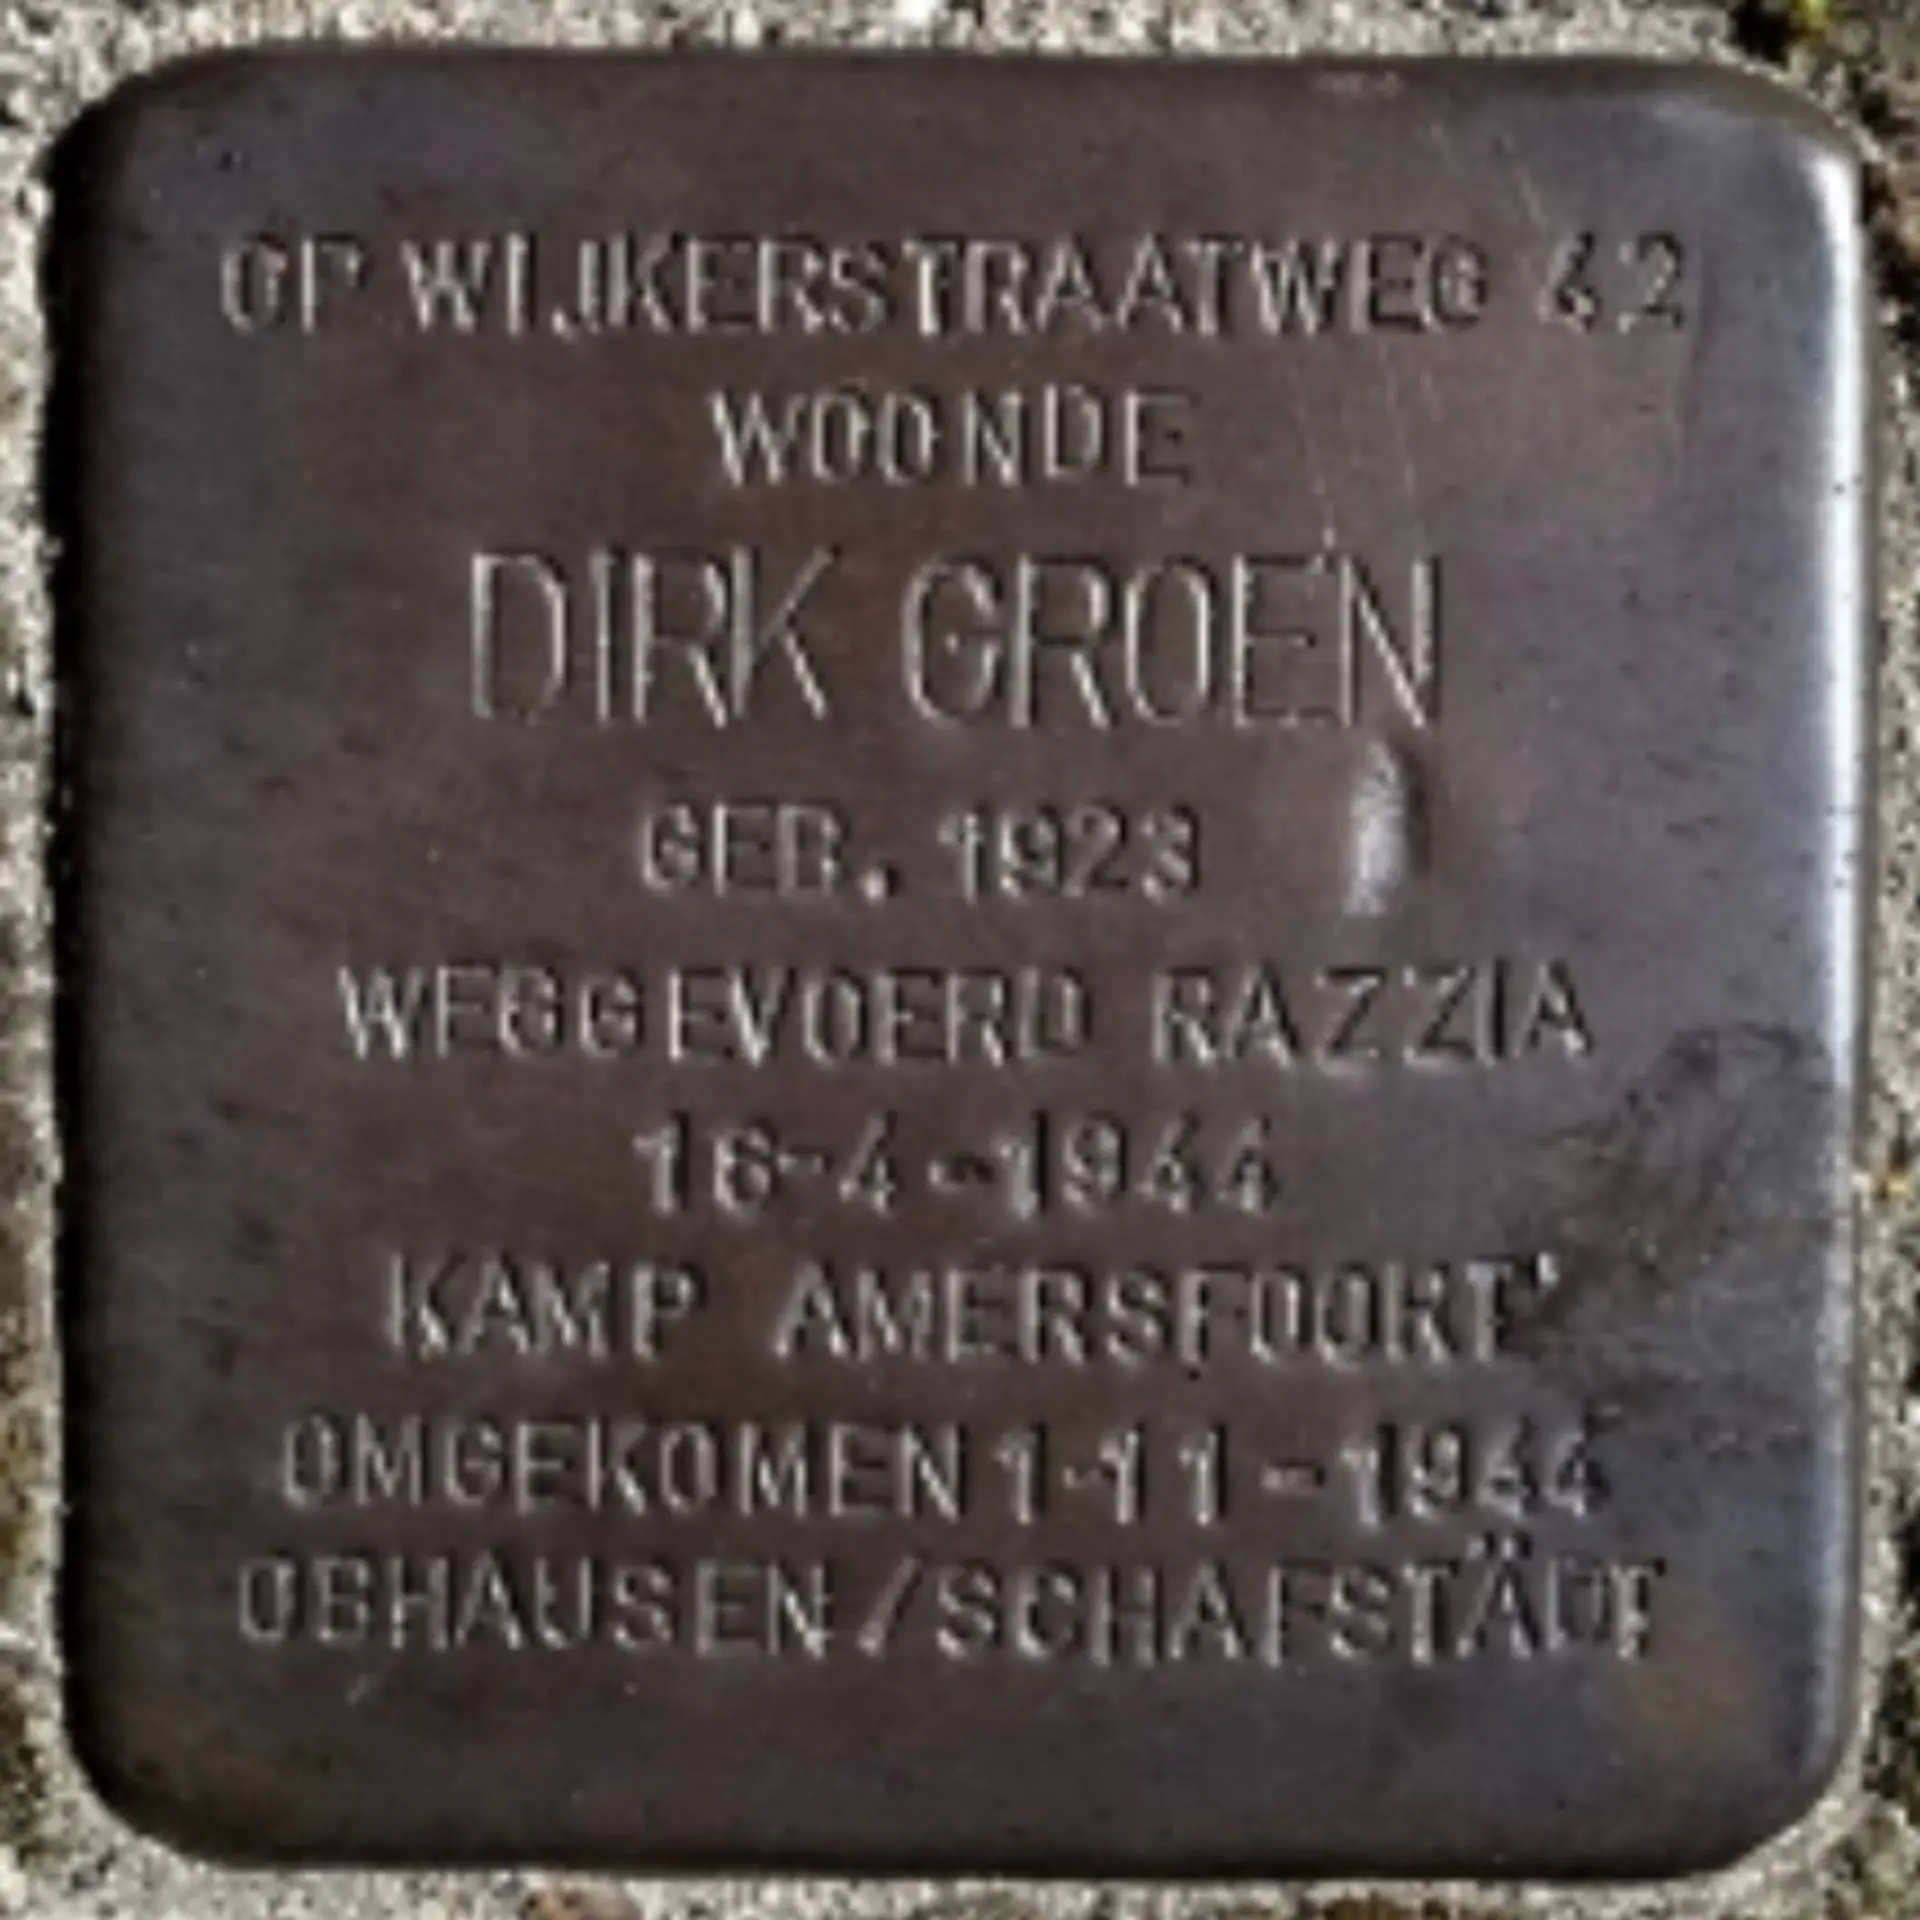 OP WIJKERSTRAATWEG 42
WOONDE
DIRK GROEN
GEB. 1923
WEGGEVOERD RAZZIA
16-4-1944
KAMP AMERSFOORT
OMGEKOMEN 1-11-1944
OBHAUSEN/SCHAFSTÄDT